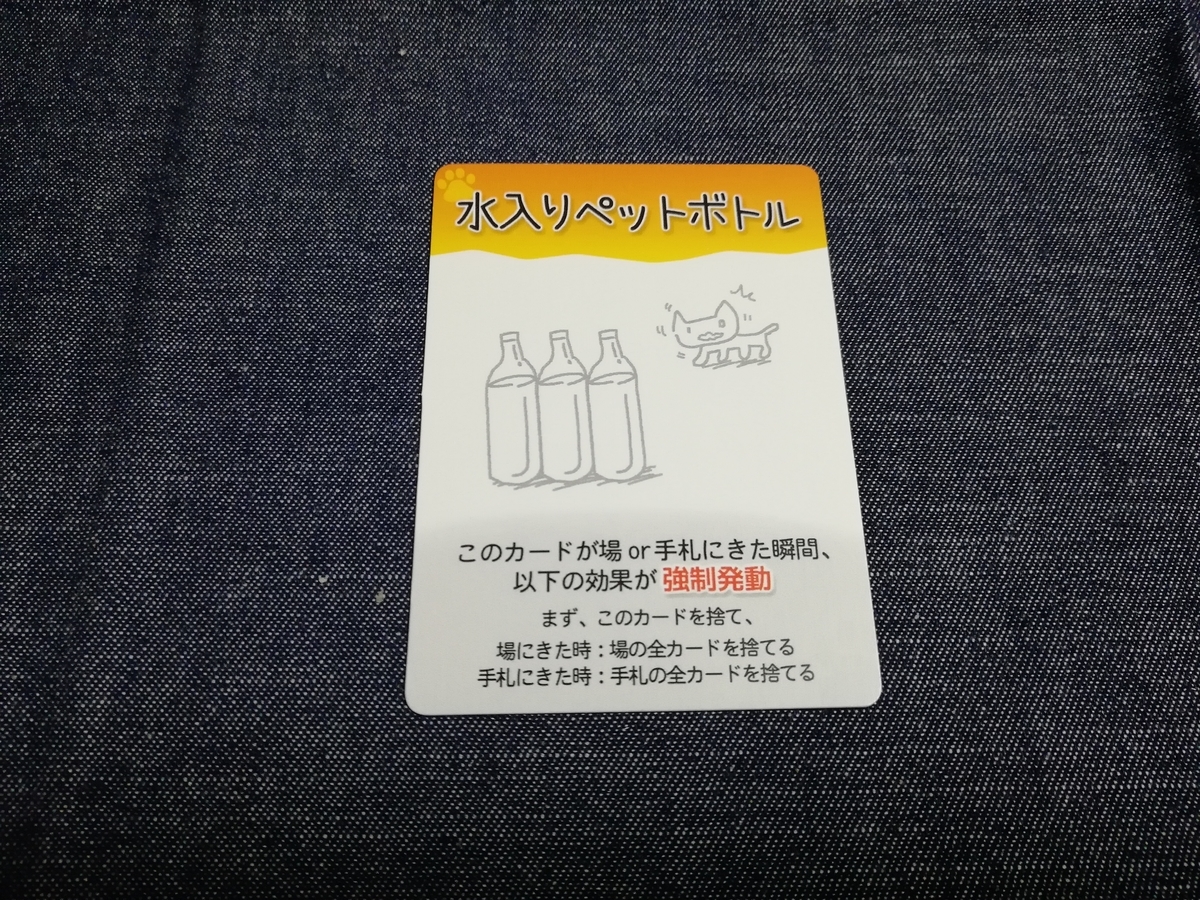 水入りペットボトル
このカードが場 or 手札にきた瞬間、
以下の効果が 強制発動
まず、このカードを捨て、
場にきた時：場の全カードを捨てる
手札にきた時：手札の全カードを捨てる